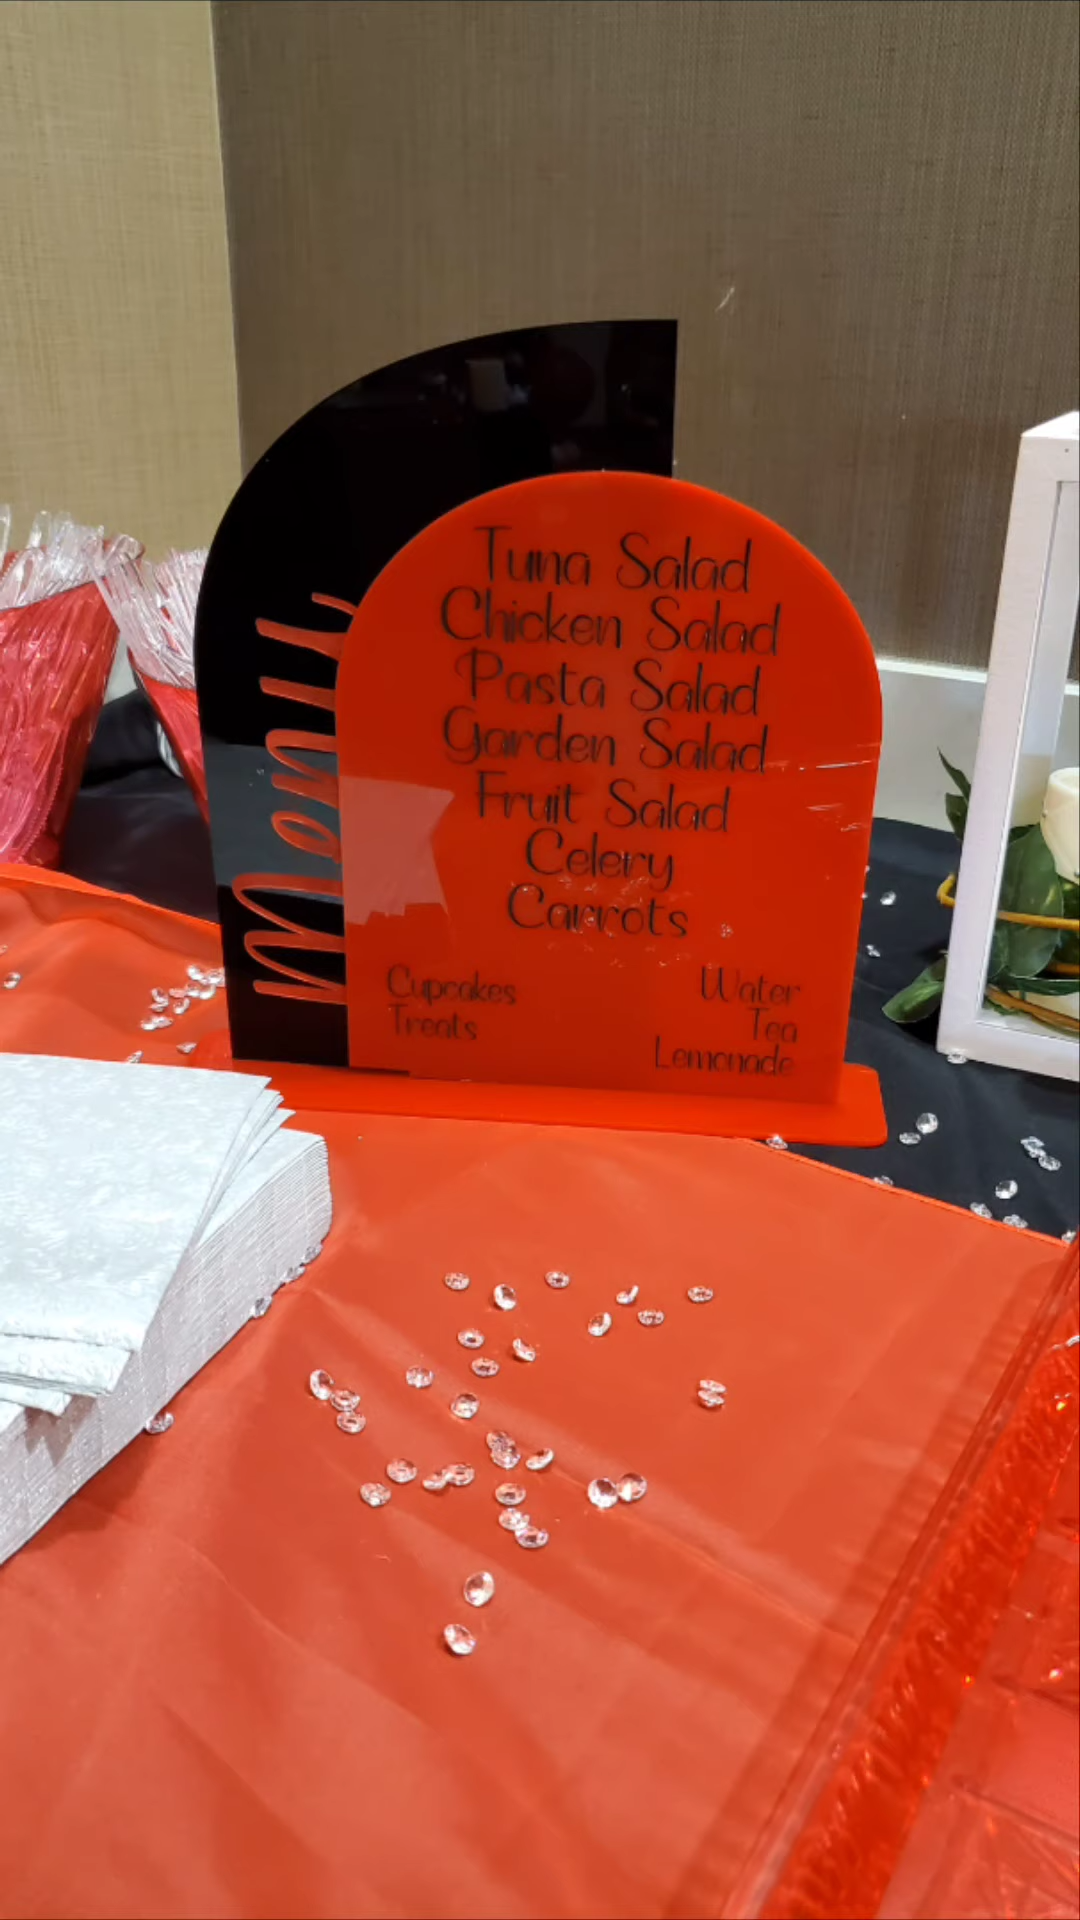 Menu
Tuna Salad
Chicken Salad
Pasta Salad
Garden Salad
Fruit Salad
Celery
Carrots
Cupcakes
Treats
Water
Tea
Lemonade